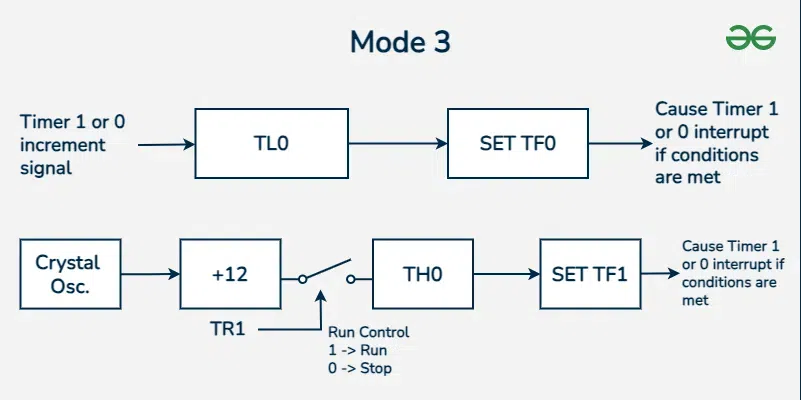 Mode 3
Timer 1 or 0
increment
signal
TL0
SET TF0
Cause Timer 1
or 0 interrupt
if conditions
are met
Crystal
Osc.
+12
TH0
SET TF1
Cause Timer 1
or 0 interrupt if
conditions are
met
TR1
Run Control
1 -> Run
0 -> Stop